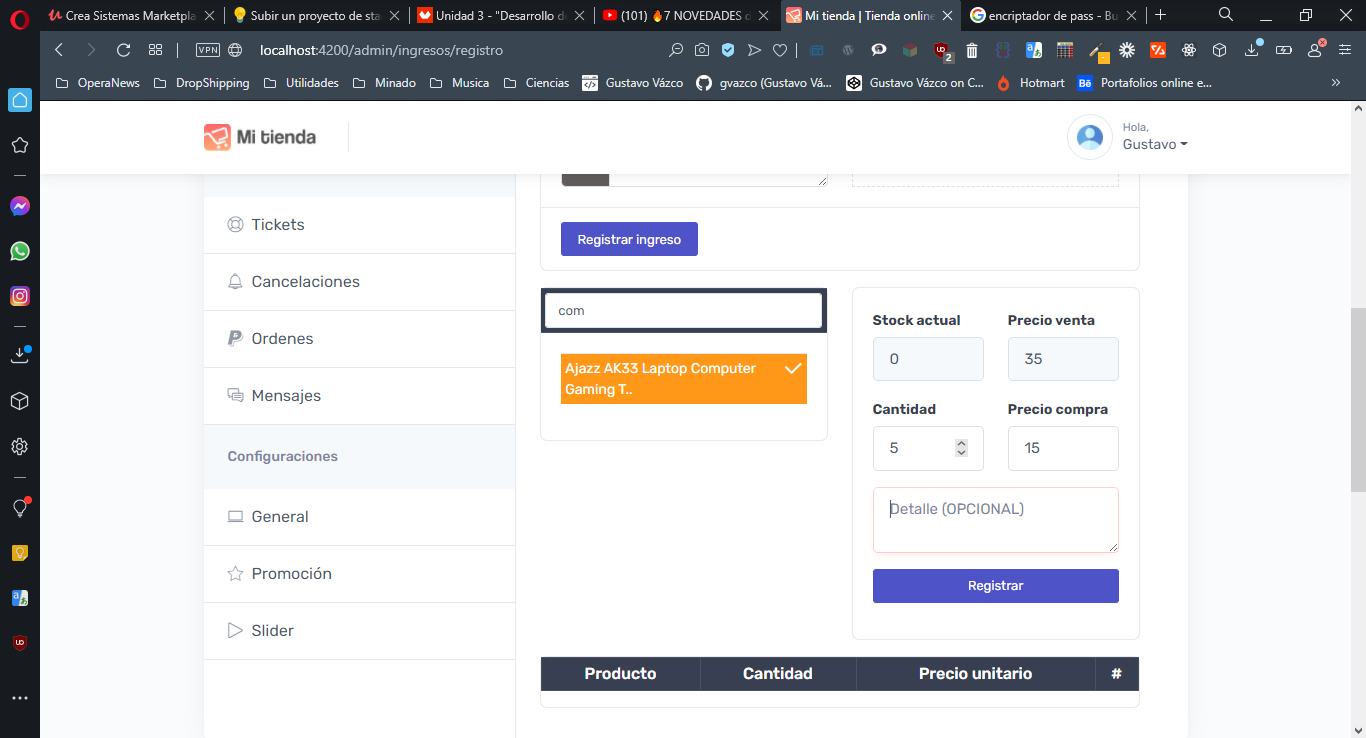 Crea Sistemas Marketpla
Subir un proyecto de sta
Unidad 3 - "Desarrollo de
(101) 🔥7 NOVEDADES d
Mi tienda | Tienda online
encriptador de pass - Bu
VPN
localhost:4200/admin/ingresos/registro
2
OperaNews
DropShipping
Utilidades
Minado
Musica
Ciencias
Gustavo Vázco
gvazco (Gustavo Vá...
Gustavo Vázco on C...
Hotmart
Bē
Portafolios online e...
Mi tienda
Hola,
Gustavo
Tickets
Cancelaciones
Ordenes
Mensajes
Configuraciones
General
Promoción
Slider
Registrar ingreso
com
Ajazz AK33 Laptop Computer
Gaming T..
Stock actual
Precio venta
0
35
Cantidad
Precio compra
5
15
Detalle (OPCIONAL)
Registrar
Producto
Cantidad
Precio unitario
#